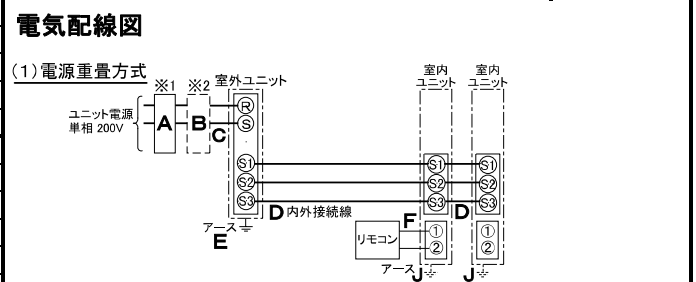 電気配線図
(1)電源重畳方式
※1 ※2 室外ユニット 室内ユニット 室内ユニット
ユニット電源
単相 200V
A B R
C S
S1 S1 S1
S2 S2 S2
S3 S3 S3
D 内外接続線 D
アース
E
F
リモコン ① ①
② ②
アース J J